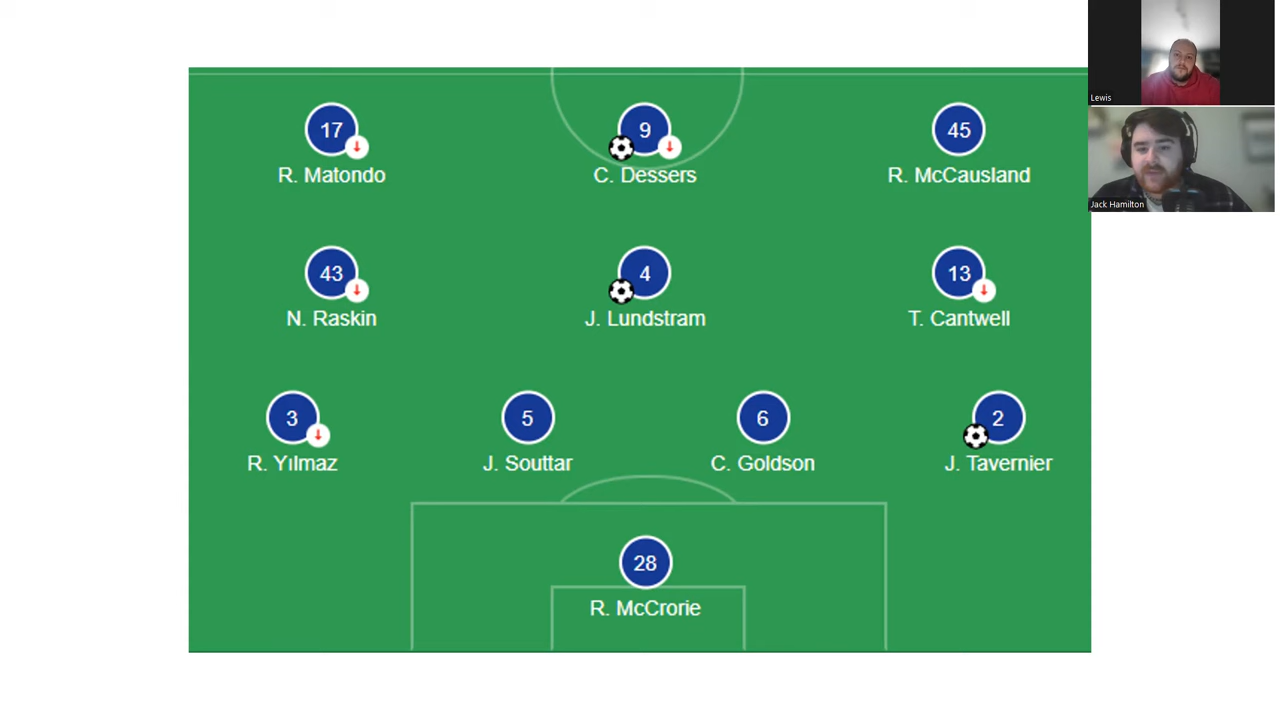 17
R. Matondo
9
C. Dessers
45
R. McCausland
43
N. Raskin
4
J. Lundstram
13
T. Cantwell
3
R. Yılmaz
5
J. Souttar
6
C. Goldson
2
J. Tavernier
28
R. McCrorie
Lewis
Jack Hamilton